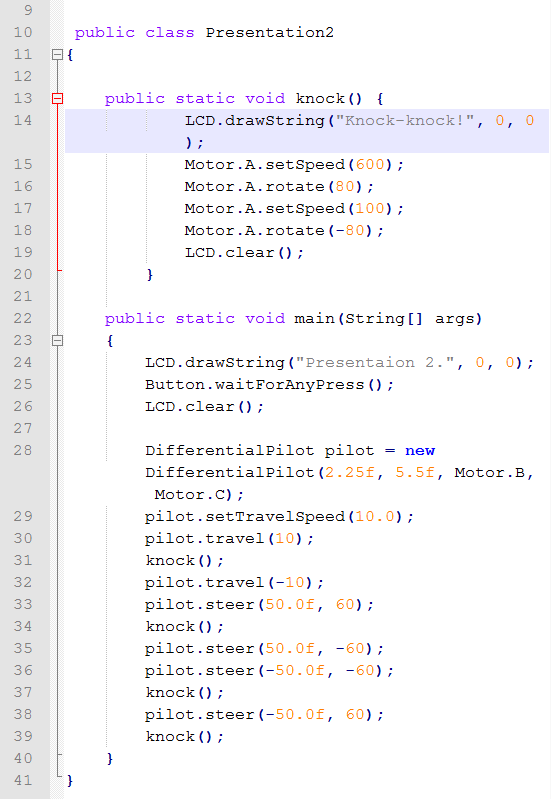 9
10 public class Presentation2
11 {
12
13 public static void knock() {
14 LCD.drawString("Knock-knock!", 0, 0
);
15 Motor.A.setSpeed(600);
16 Motor.A.rotate(80);
17 Motor.A.setSpeed(100);
18 Motor.A.rotate(-80);
19 LCD.clear();
20 }
21
22 public static void main(String[] args)
23 {
24 LCD.drawString("Presentaion 2.", 0, 0);
25 Button.waitForAnyPress();
26 LCD.clear();
27
28 DifferentialPilot pilot = new
DifferentialPilot(2.25f, 5.5f, Motor.B,
Motor.C);
29 pilot.setTravelSpeed(10.0);
30 pilot.travel(10);
31 knock();
32 pilot.travel(-10);
33 pilot.steer(50.0f, 60);
34 knock();
35 pilot.steer(50.0f, -60);
36 pilot.steer(-50.0f, -60);
37 knock();
38 pilot.steer(-50.0f, 60);
39 knock();
40 }
41 }